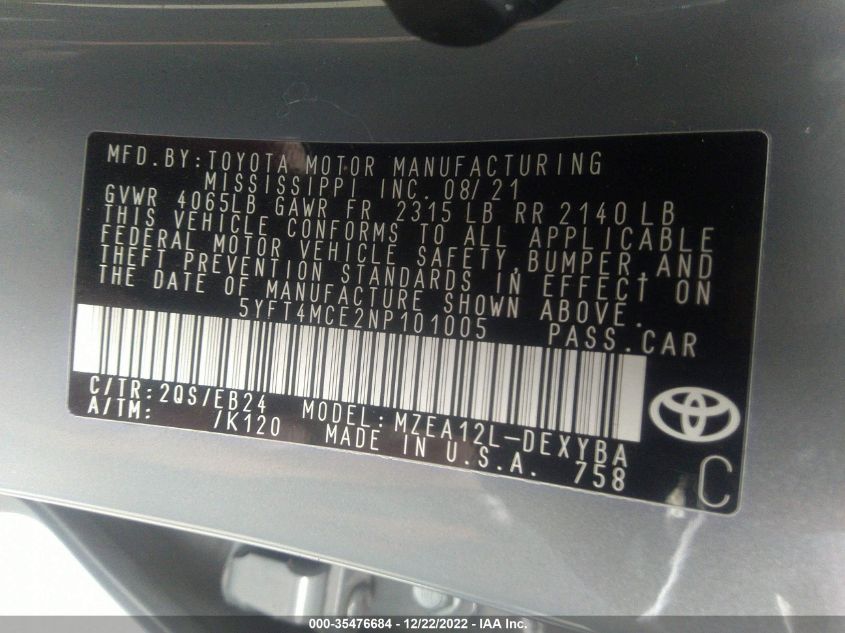 MFD.BY:TOYOTA MOTOR MANUFACTURING
MISSISSIPPI INC. 08/21
GVWR 4065LB GAWR FR 2315 LB RR 2140 LB
THIS VEHICLE CONFORMS TO ALL APPLICABLE
FEDERAL MOTOR VEHICLE SAFETY, BUMPER, AND
THEFT PREVENTION STANDARDS IN EFFECT ON
THE DATE OF MANUFACTURE SHOWN ABOVE.
5YFT4MCE2NP101005 PASS.CAR
C/TR:2QS/EB24 MODEL:MZEA12L-DEXYBA
A/TM: /K120 MADE IN U.S.A. 758
C
000-35476684 - 12/22/2022 - IAA Inc.